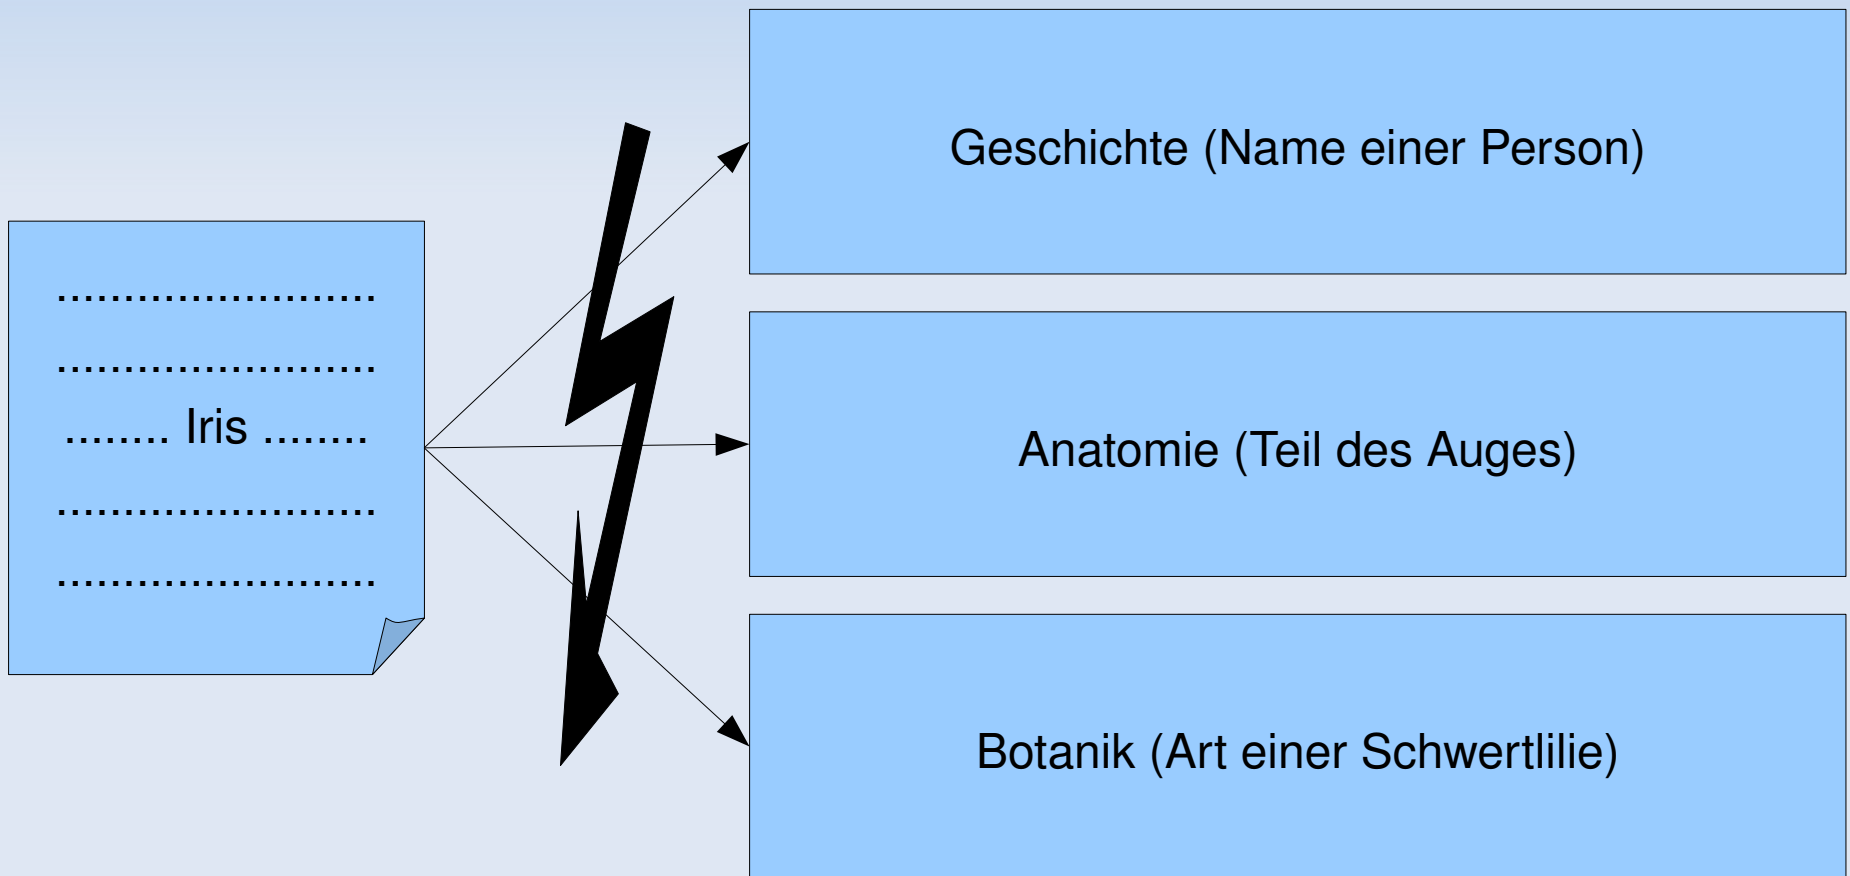 ........................
........................
........ Iris ........
........................
........................
Geschichte (Name einer Person)
Anatomie (Teil des Auges)
Botanik (Art einer Schwertlilie)